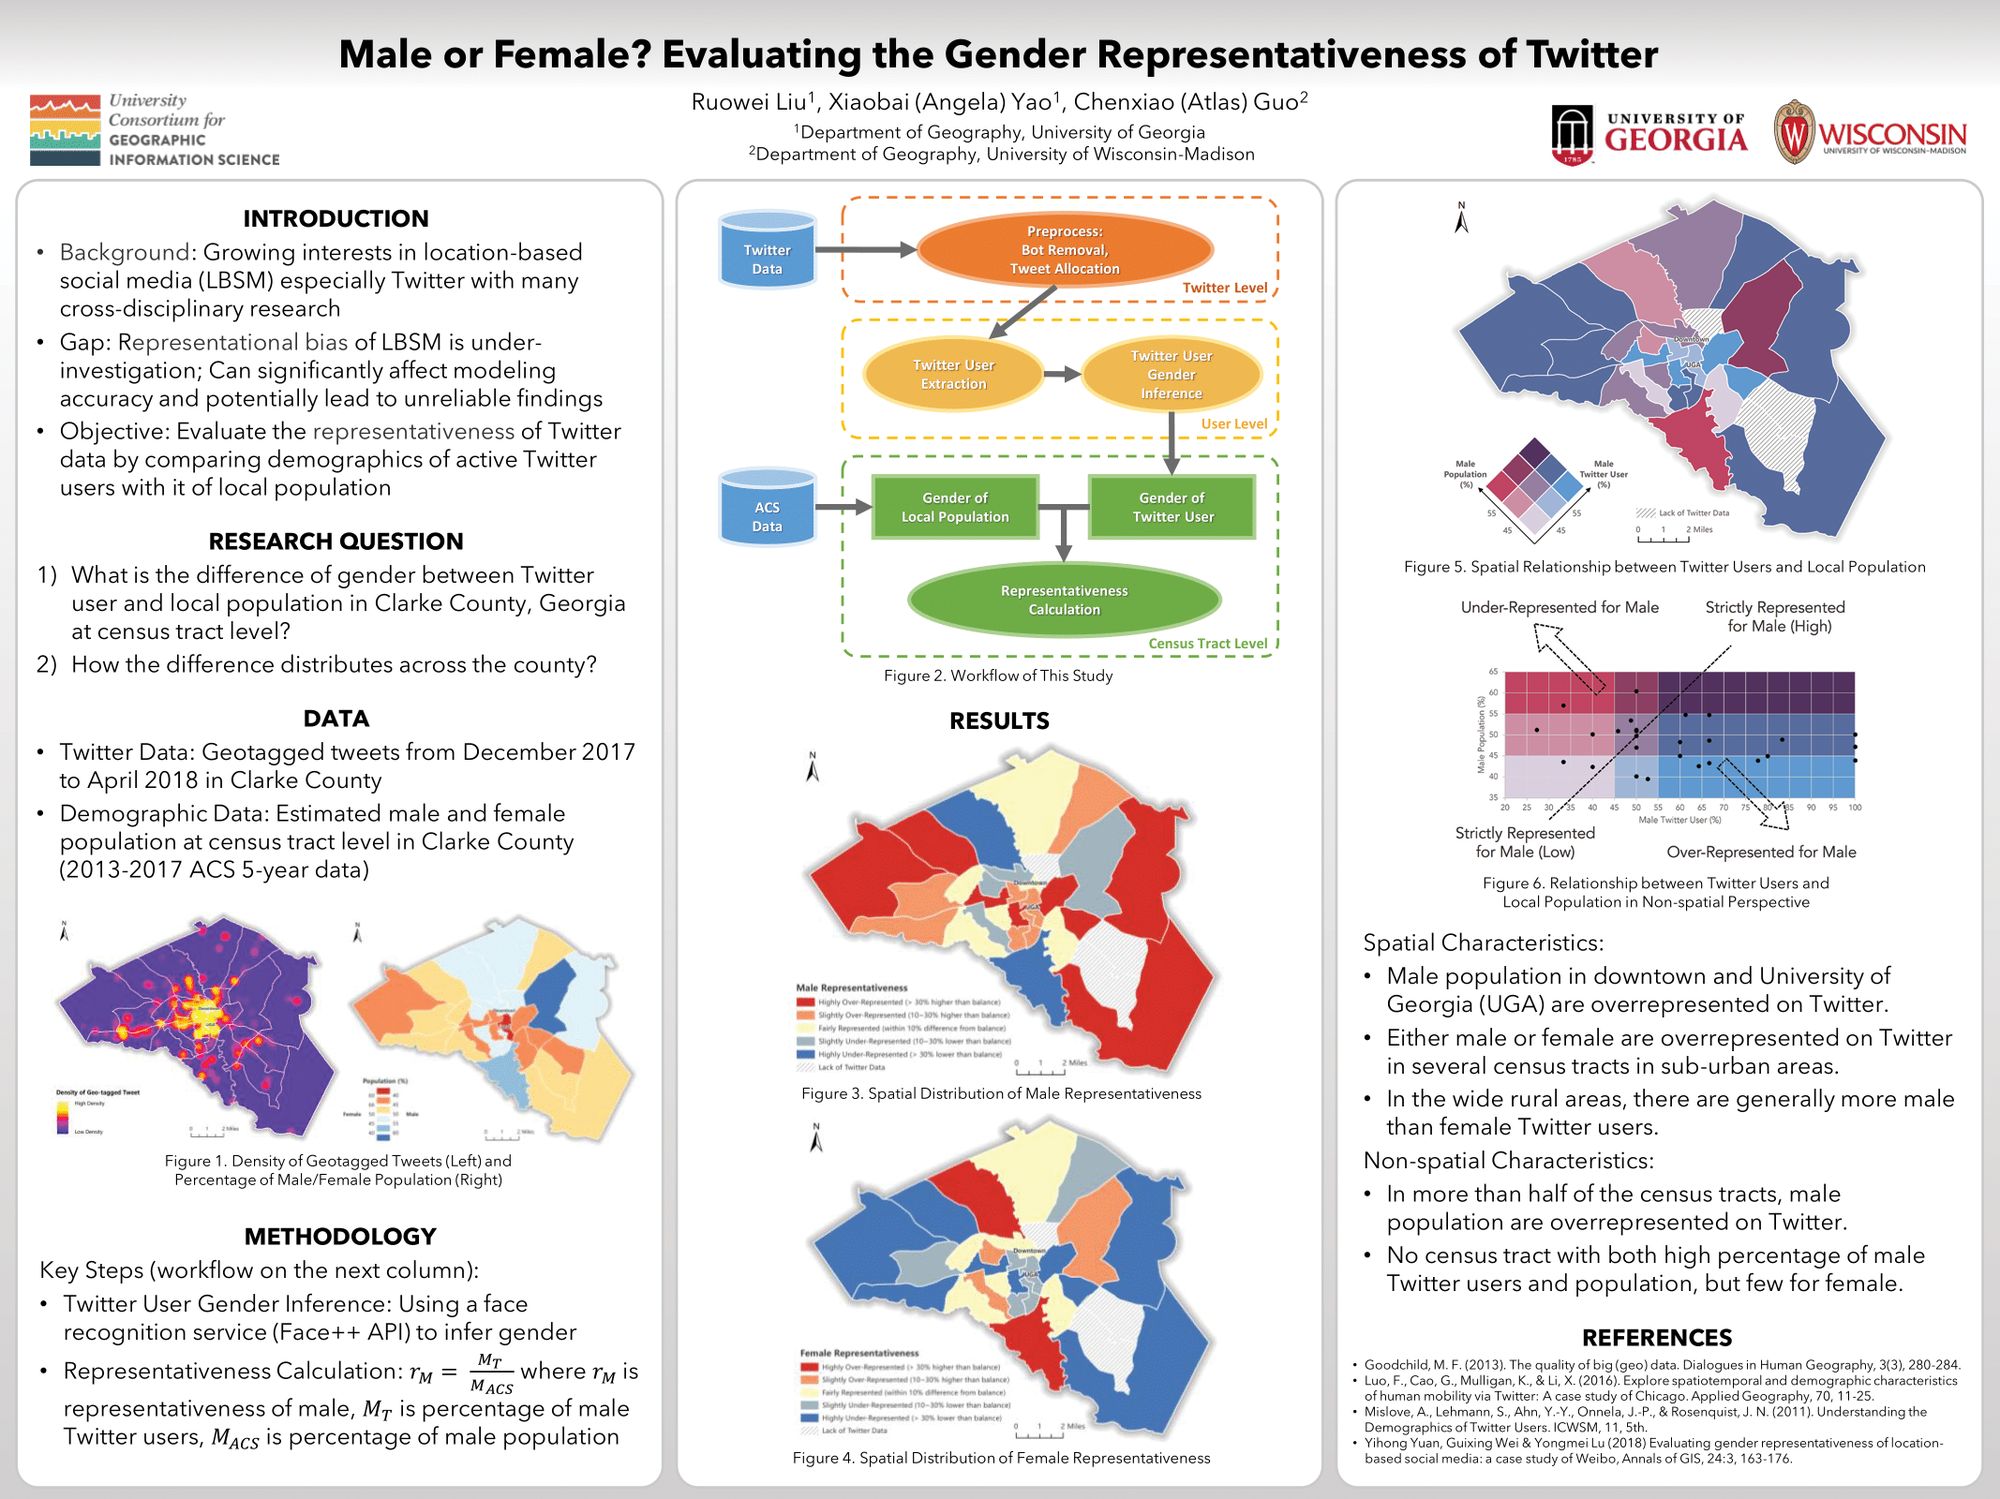 Male or Female? Evaluating the Gender Representativeness of Twitter
University
Consortium for
GEOGRAPHIC
INFORMATION SCIENCE
Ruowei Liu¹, Xiaobai (Angela) Yao¹, Chenxiao (Atlas) Guo²
¹Department of Geography, University of Georgia
²Department of Geography, University of Wisconsin-Madison
1785
UNIVERSITY OF
GEORGIA
WISCONSIN
UNIVERSITY OF WISCONSIN–MADISON
INTRODUCTION
• Background: Growing interests in location-based
social media (LBSM) especially Twitter with many
cross-disciplinary research
• Gap: Representational bias of LBSM is under-
investigation; Can significantly affect modeling
accuracy and potentially lead to unreliable findings
• Objective: Evaluate the representativeness of Twitter
data by comparing demographics of active Twitter
users with it of local population
RESEARCH QUESTION
1) What is the difference of gender between Twitter
user and local population in Clarke County, Georgia
at census tract level?
2) How the difference distributes across the county?
DATA
• Twitter Data: Geotagged tweets from December 2017
to April 2018 in Clarke County
• Demographic Data: Estimated male and female
population at census tract level in Clarke County
(2013-2017 ACS 5-year data)
N
Downtown
UGA
Density of Geo-tagged Tweet
High Density
Low Density
0 1 2 Miles
N
Downtown
Population (%)
60 40
Female 50 50 Male
45 55
40 60
0 1 2 Miles
Figure 1. Density of Geotagged Tweets (Left) and
Percentage of Male/Female Population (Right)
METHODOLOGY
Key Steps (workflow on the next column):
• Twitter User Gender Inference: Using a face
recognition service (Face++ API) to infer gender
• Representativeness Calculation: r_M = M_T / M_ACS where r_M is
representativeness of male, M_T is percentage of male
Twitter users, M_ACS is percentage of male population
Twitter
Data
Preprocess:
Bot Removal,
Tweet Allocation
Twitter Level
Twitter User
Extraction
Twitter User
Gender
Inference
User Level
ACS
Data
Gender of
Local Population
Gender of
Twitter User
Representativeness
Calculation
Census Tract Level
Figure 2. Workflow of This Study
RESULTS
N
Downtown
UGA
Male Representativeness
Highly Over-Represented (> 30% higher than balance)
Slightly Over-Represented (10~30% higher than balance)
Fairly Represented (within 10% difference from balance)
Slightly Under-Represented (10~30% lower than balance)
Highly Under-Represented (> 30% lower than balance)
Lack of Twitter Data
0 1 2 Miles
Figure 3. Spatial Distribution of Male Representativeness
N
Downtown
UGA
Female Representativeness
Highly Over-Represented (> 30% higher than balance)
Slightly Over-Represented (10~30% higher than balance)
Fairly Represented (within 10% difference from balance)
Slightly Under-Represented (10~30% lower than balance)
Highly Under-Represented (> 30% lower than balance)
Lack of Twitter Data
0 1 2 Miles
Figure 4. Spatial Distribution of Female Representativeness
N
Downtown
UGA
Male
Population
(%)
Male
Twitter User
(%)
55 55
45 45
Lack of Twitter Data
0 1 2 Miles
Figure 5. Spatial Relationship between Twitter Users and Local Population
Under-Represented for Male
Strictly Represented
for Male (High)
Male Population (%)
65
60
55
50
45
40
35
20 25 30 35 40 45 50 55 60 65 70 75 80 85 90 95 100
Male Twitter User (%)
Strictly Represented
for Male (Low)
Over-Represented for Male
Figure 6. Relationship between Twitter Users and
Local Population in Non-spatial Perspective
Spatial Characteristics:
• Male population in downtown and University of
Georgia (UGA) are overrepresented on Twitter.
• Either male or female are overrepresented on Twitter
in several census tracts in sub-urban areas.
• In the wide rural areas, there are generally more male
than female Twitter users.
Non-spatial Characteristics:
• In more than half of the census tracts, male
population are overrepresented on Twitter.
• No census tract with both high percentage of male
Twitter users and population, but few for female.
REFERENCES
• Goodchild, M. F. (2013). The quality of big (geo) data. Dialogues in Human Geography, 3(3), 280-284.
• Luo, F., Cao, G., Mulligan, K., & Li, X. (2016). Explore spatiotemporal and demographic characteristics
of human mobility via Twitter: A case study of Chicago. Applied Geography, 70, 11-25.
• Mislove, A., Lehmann, S., Ahn, Y.-Y., Onnela, J.-P., & Rosenquist, J. N. (2011). Understanding the
Demographics of Twitter Users. ICWSM, 11, 5th.
• Yihong Yuan, Guixing Wei & Yongmei Lu (2018) Evaluating gender representativeness of location-
based social media: a case study of Weibo, Annals of GIS, 24:3, 163-176.